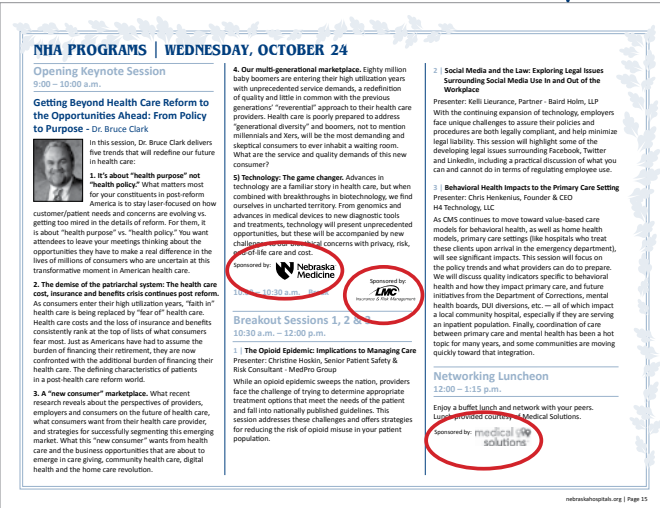 NHA PROGRAMS | WEDNESDAY, OCTOBER 24
Opening Keynote Session
9:00 – 10:00 a.m.
Getting Beyond Health Care Reform to
the Opportunities Ahead: From Policy
to Purpose - Dr. Bruce Clark
In this session, Dr. Bruce Clark delivers
five trends that will redefine our future
in health care:
1. It's about "health purpose" not
"health policy." What matters most
for your constituents in post-reform
America is to stay laser-focused on how
customer/patient needs and concerns are evolving vs.
getting too mired in the details of reform. For them, it
is about "health purpose" vs. "health policy." You want
attendees to leave your meetings thinking about the
opportunities they have to make a real difference in the
lives of millions of consumers who are uncertain at this
transformative moment in American health care.
2. The demise of the patriarchal system: The health care
cost, insurance and benefits crisis continues post reform.
As consumers enter their high utilization years, "faith in"
health care is being replaced by "fear of" health care.
Health care costs and the loss of insurance and benefits
consistently rank at the top of lists of what consumers
fear most. Just as Americans have had to assume the
burden of financing their retirement, they are now
confronted with the additional burden of financing their
health care. The defining characteristics of patients
in a post-health care reform world.
3. A "new consumer" marketplace. What recent
research reveals about the perspectives of providers,
employers and consumers on the future of health care,
what consumers want from their health care provider,
and strategies for successfully segmenting this emerging
market. What this "new consumer" wants from health
care and the business opportunities that are about to
emerge in care giving, community health care, digital
health and the home care revolution.
4. Our multi-generational marketplace. Eighty million
baby boomers are entering their high utilization years
with unprecedented service demands, a redefinition
of quality and little in common with the previous
generations' "reverential" approach to their health care
providers. Health care is poorly prepared to address
"generational diversity" and boomers, not to mention
millennials and Xers, will be the most demanding and
skeptical consumers to ever inhabit a waiting room.
What are the service and quality demands of this new
consumer?
5) Technology: The game changer. Advances in
technology are a familiar story in health care, but when
combined with breakthroughs in biotechnology, we find
ourselves in uncharted territory. From genomics and
advances in medical devices to new diagnostic tools
and treatments, technology will present unprecedented
opportunities, but these will be accompanied by new
challenges to our bioethical concerns with privacy, risk,
end-of-life care and cost.
Sponsored by:
Nebraska
Medicine
10:00 – 10:30 a.m. Break
Sponsored by:
LMC
Insurance & Risk Management
Breakout Sessions 1, 2 & 3
10:30 a.m. – 12:00 p.m.
1 | The Opioid Epidemic: Implications to Managing Care
Presenter: Christine Hoskin, Senior Patient Safety &
Risk Consultant - MedPro Group
While an opioid epidemic sweeps the nation, providers
face the challenge of trying to determine appropriate
treatment options that meet the needs of the patient
and fall into nationally published guidelines. This
session addresses these challenges and offers strategies
for reducing the risk of opioid misuse in your patient
population.
2 | Social Media and the Law: Exploring Legal Issues
Surrounding Social Media Use In and Out of the
Workplace
Presenter: Kelli Lieurance, Partner - Baird Holm, LLP
With the continued expansion of technology, employers
face unique challenges to assure their policies and
procedures are both legally compliant, and help minimize
legal liability. This session will highlight some of the
developing legal issues surrounding Facebook, Twitter
and LinkedIn, including a practical discussion of what you
can and cannot do in terms of regulating employee use.
3 | Behavioral Health Impacts to the Primary Care Setting
Presenter: Chris Henkenius, Founder & CEO
H4 Technology, LLC
As CMS continues to move toward value-based care
models for behavioral health, as well as home health
models, primary care settings (like hospitals who treat
these clients upon arrival in the emergency department),
will see significant impacts. This session will focus on
the policy trends and what providers can do to prepare.
We will discuss quality indicators specific to behavioral
health and how they impact primary care, and future
initiatives from the Department of Corrections, mental
health boards, DUI diversions, etc. — all of which impact
a local community hospital, especially if they are serving
an inpatient population. Finally, coordination of care
between primary care and mental health has been a hot
topic for many years, and some communities are moving
quickly toward that integration.
Networking Luncheon
12:00 – 1:15 p.m.
Enjoy a buffet lunch and network with your peers.
Lunch provided courtesy of Medical Solutions.
Sponsored by:
medical
solutions
nebraskahospitals.org | Page 15